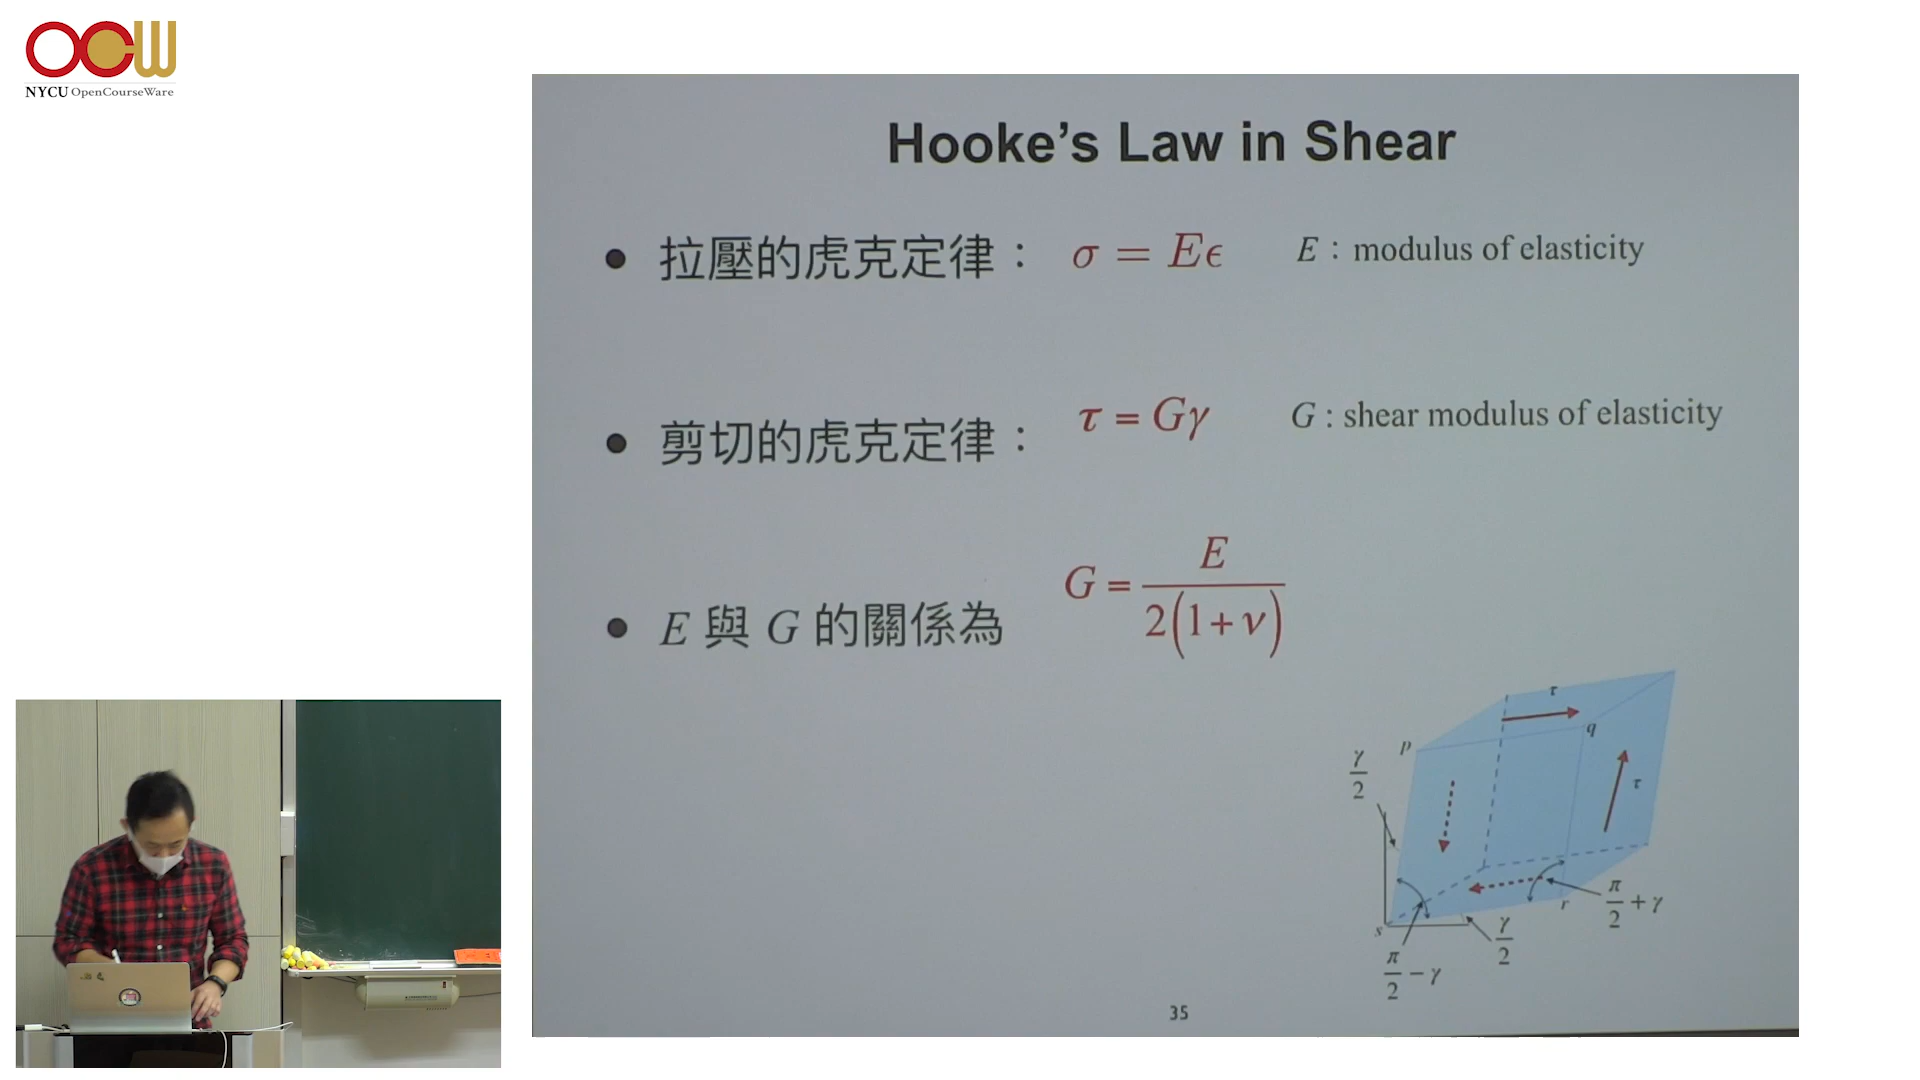 OCW
NYCU OpenCourseWare
Hooke's Law in Shear
• 拉壓的虎克定律： σ = Eϵ E：modulus of elasticity
• 剪切的虎克定律： τ = Gγ G : shear modulus of elasticity
• E 與 G 的關係為 G = E / 2(1+ν)
τ
p
q
γ/2
τ
π/2 + γ
r
s
γ/2
π/2 − γ
35